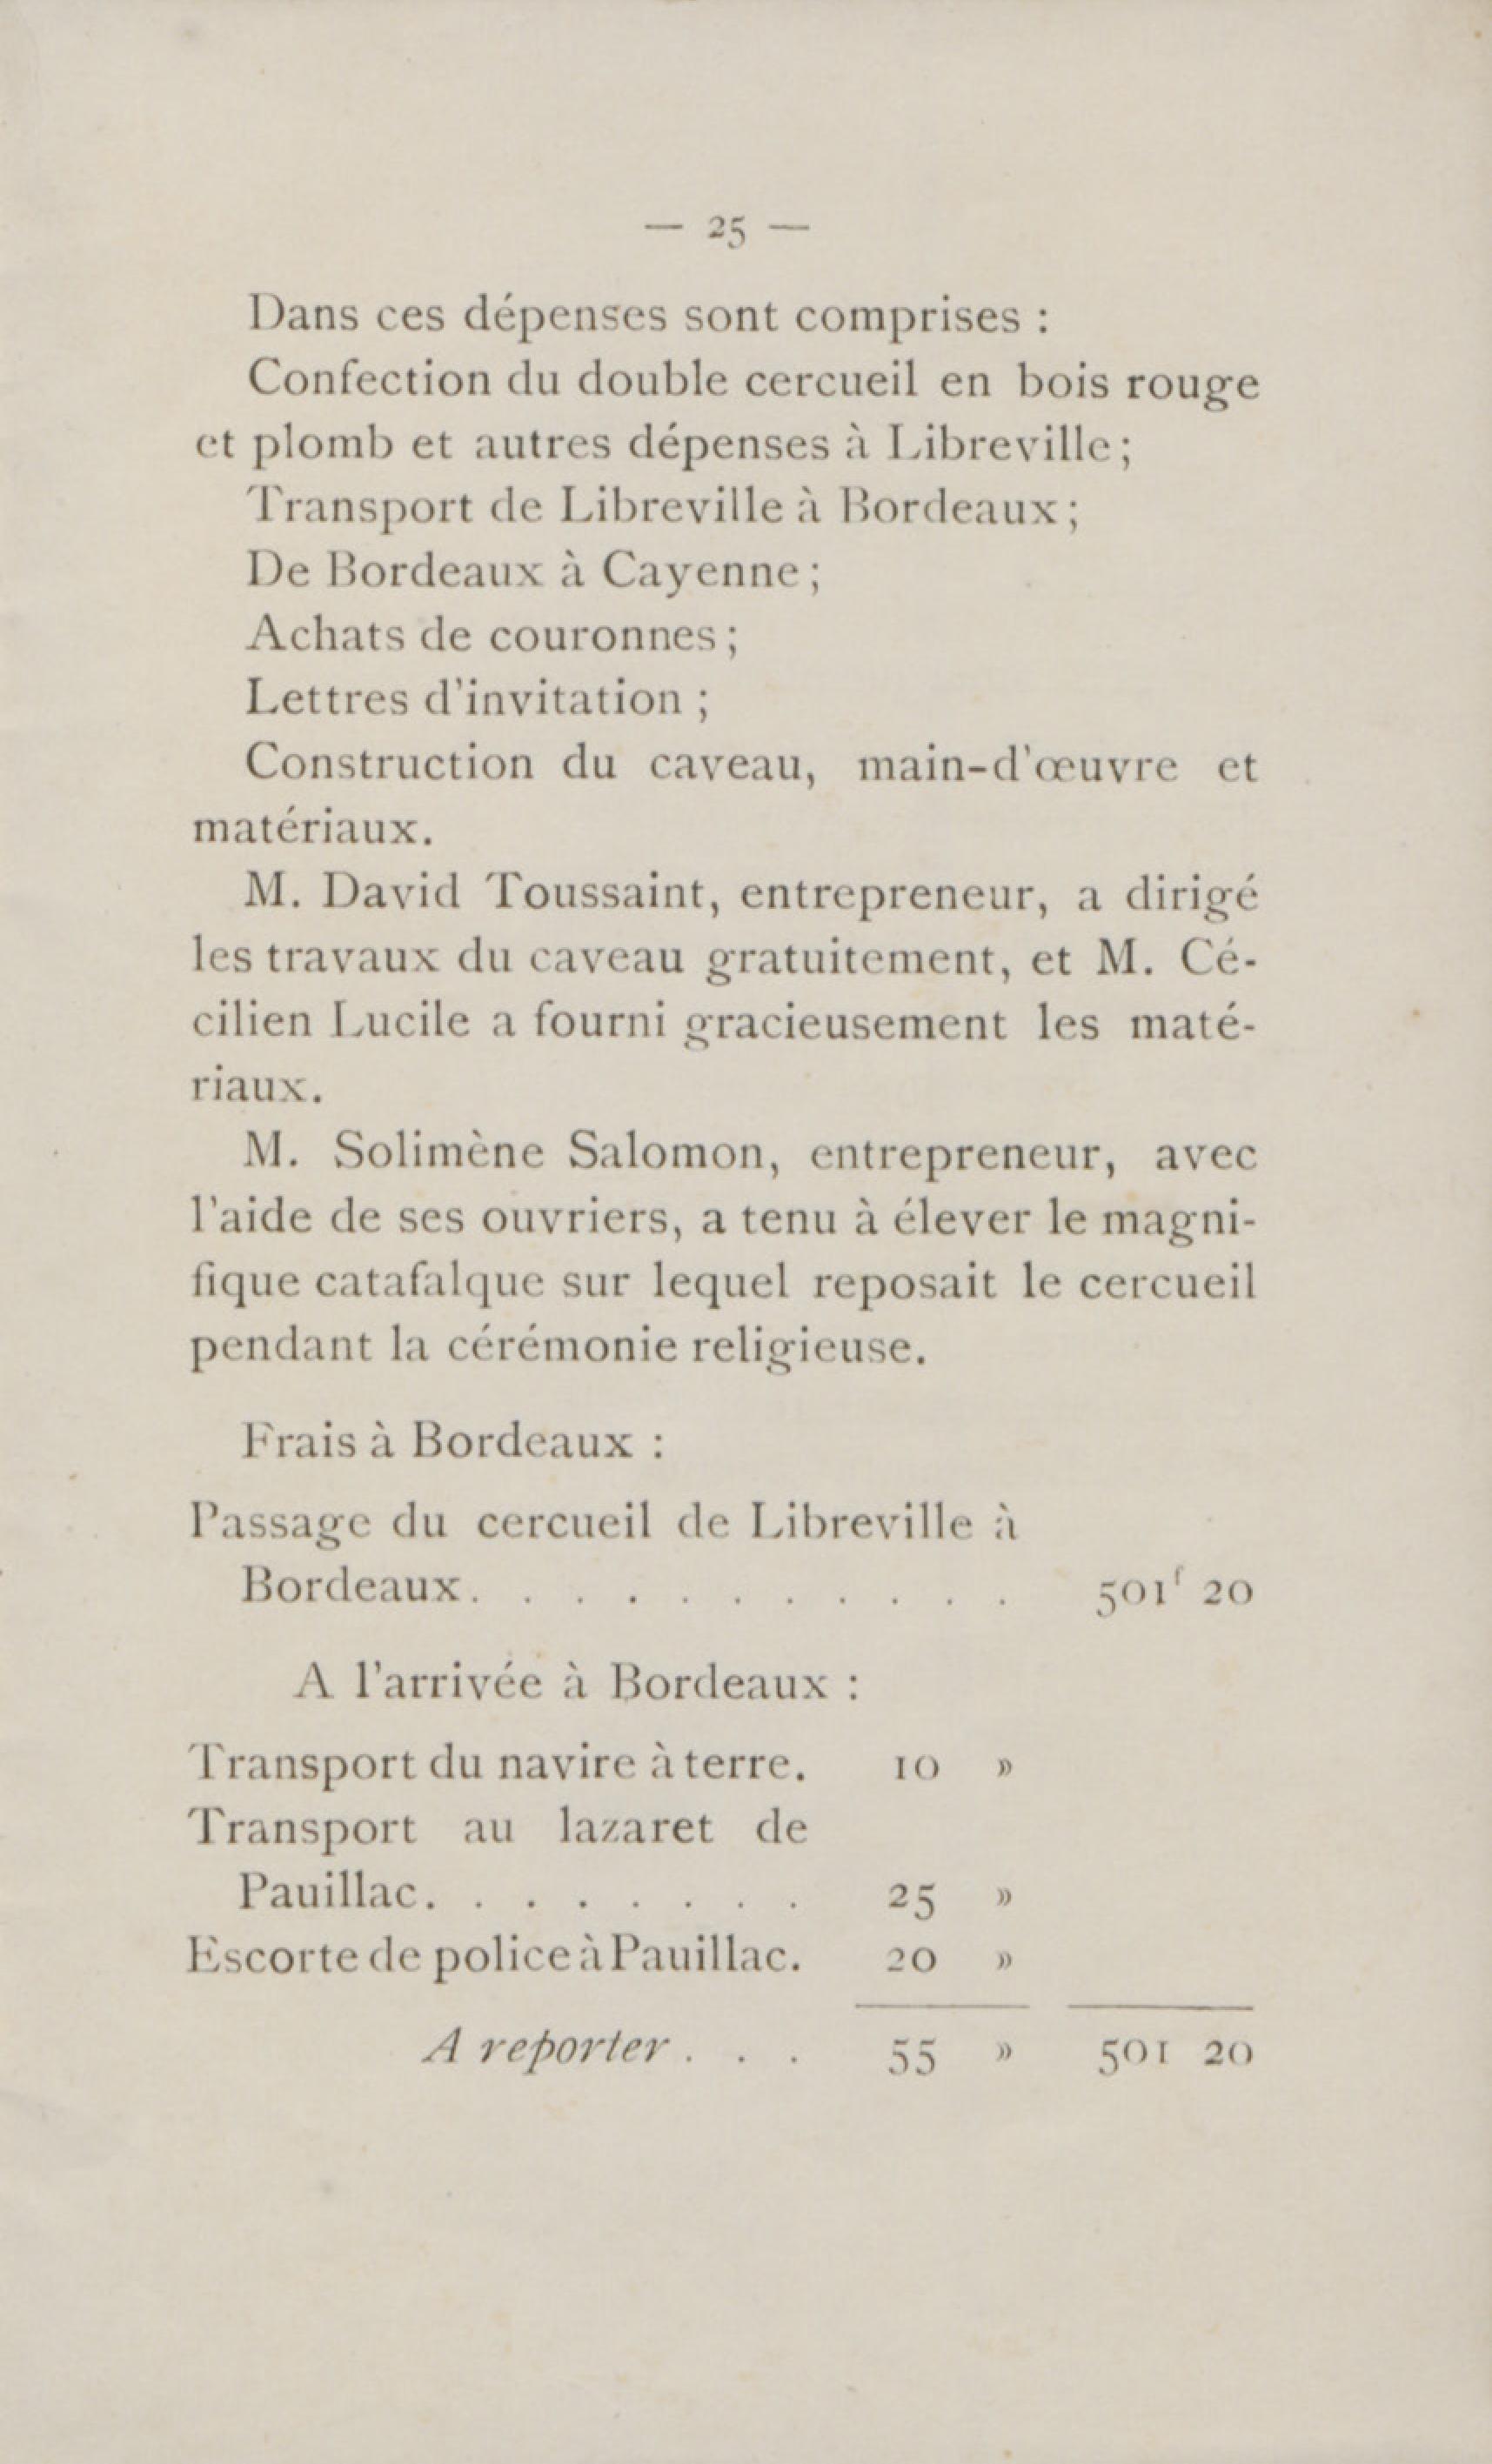 — 25 —
Dans ces dépenses sont comprises :
Confection du double cercueil en bois rouge
et plomb et autres dépenses à Libreville;
Transport de Libreville à Bordeaux;
De Bordeaux à Cayenne;
Achats de couronnes;
Lettres d'invitation ;
Construction du caveau, main-d'œuvre et
matériaux.
M. David Toussaint, entrepreneur, a dirigé
les travaux du caveau gratuitement, et M. Cé-
cilien Lucile a fourni gracieusement les maté-
riaux.
M. Solimène Salomon, entrepreneur, avec
l'aide de ses ouvriers, a tenu à élever le magni-
fique catafalque sur lequel reposait le cercueil
pendant la cérémonie religieuse.
Frais à Bordeaux :
Passage du cercueil de Libreville à
Bordeaux. . . . . . . . . . . 501f 20
A l'arrivée à Bordeaux :
Transport du navire à terre. 10 »
Transport au lazaret de
Pauillac. . . . . . . . 25 »
Escorte de police à Pauillac. 20 »
A reporter . . . 55 » 501 20